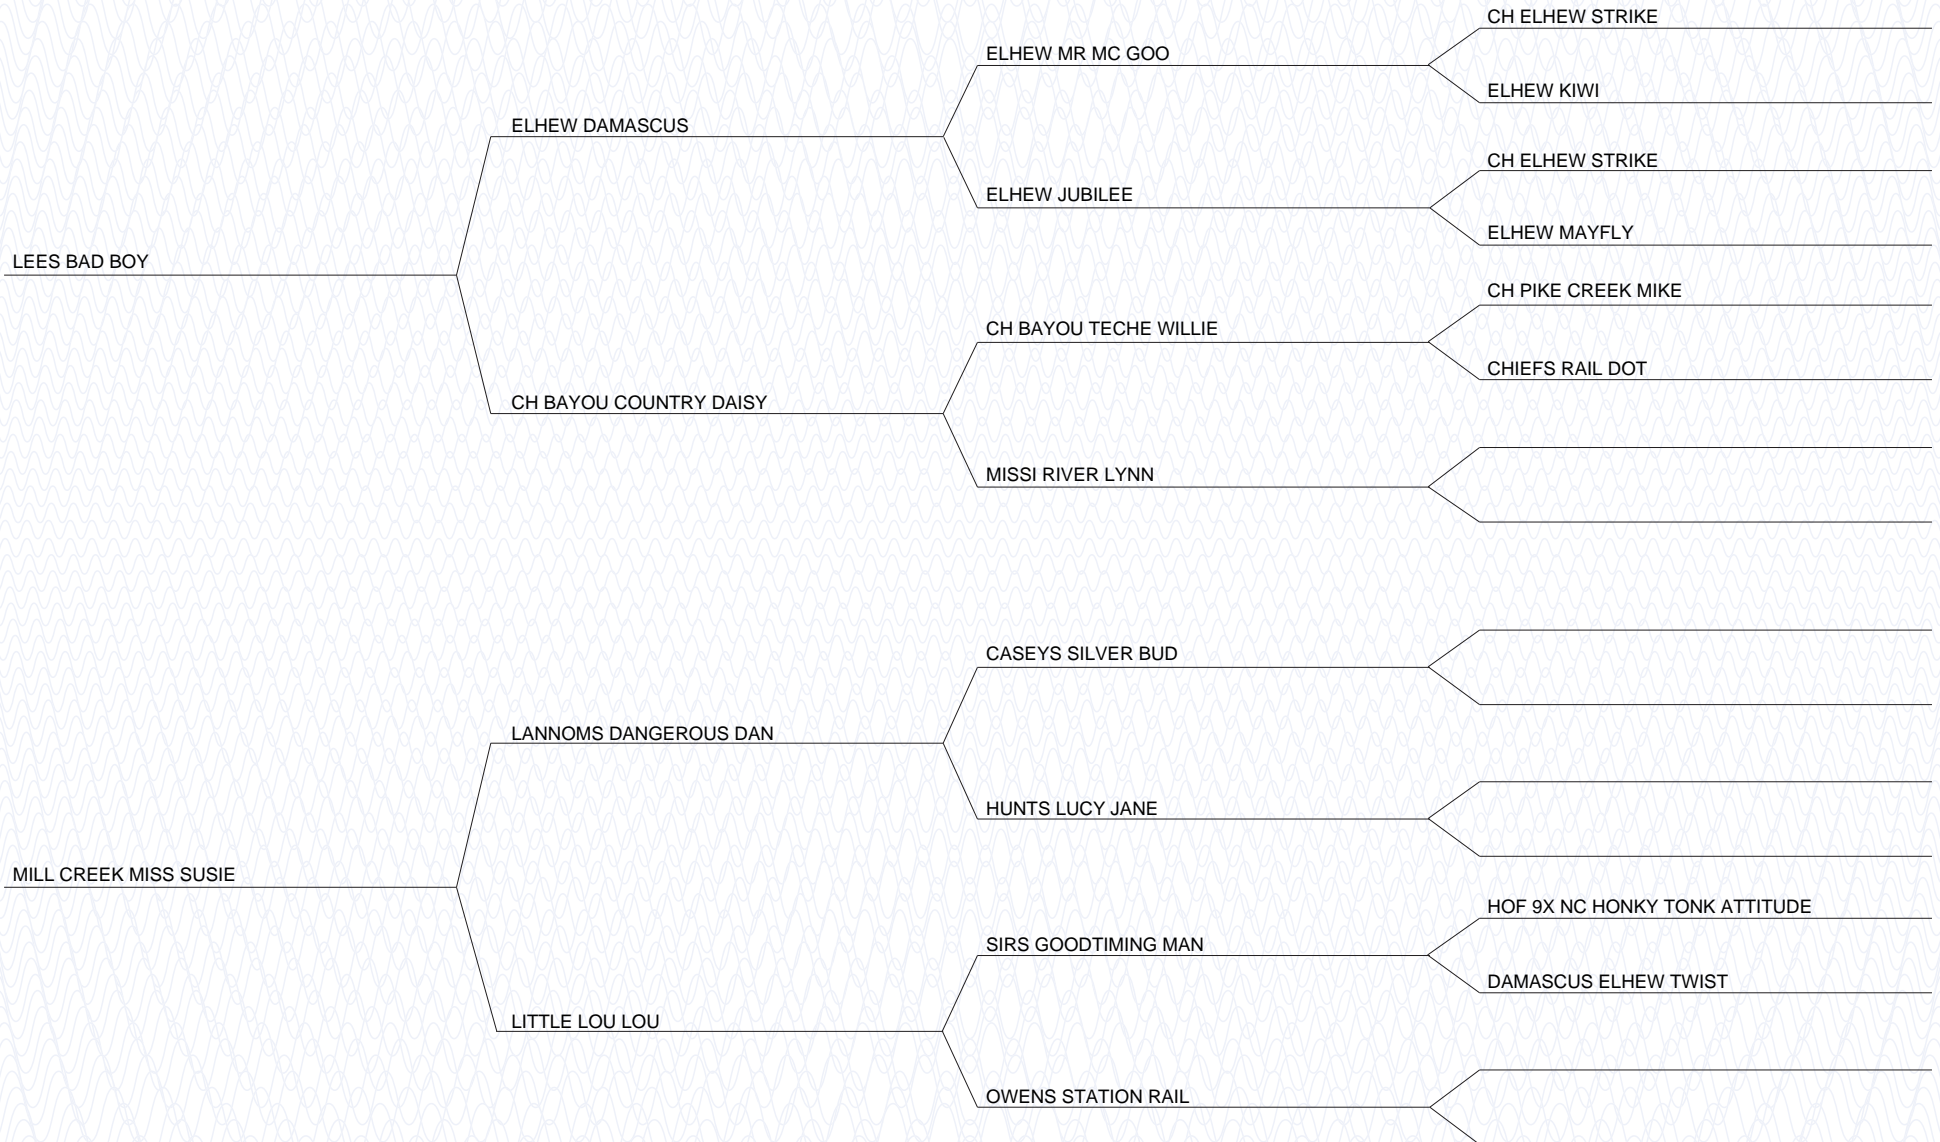 CH ELHEW STRIKE
ELHEW MR MC GOO
ELHEW KIWI
ELHEW DAMASCUS
CH ELHEW STRIKE
ELHEW JUBILEE
ELHEW MAYFLY
LEES BAD BOY
CH PIKE CREEK MIKE
CH BAYOU TECHE WILLIE
CHIEFS RAIL DOT
CH BAYOU COUNTRY DAISY
MISSI RIVER LYNN
CASEYS SILVER BUD
LANNOMS DANGEROUS DAN
HUNTS LUCY JANE
MILL CREEK MISS SUSIE
HOF 9X NC HONKY TONK ATTITUDE
SIRS GOODTIMING MAN
DAMASCUS ELHEW TWIST
LITTLE LOU LOU
OWENS STATION RAIL